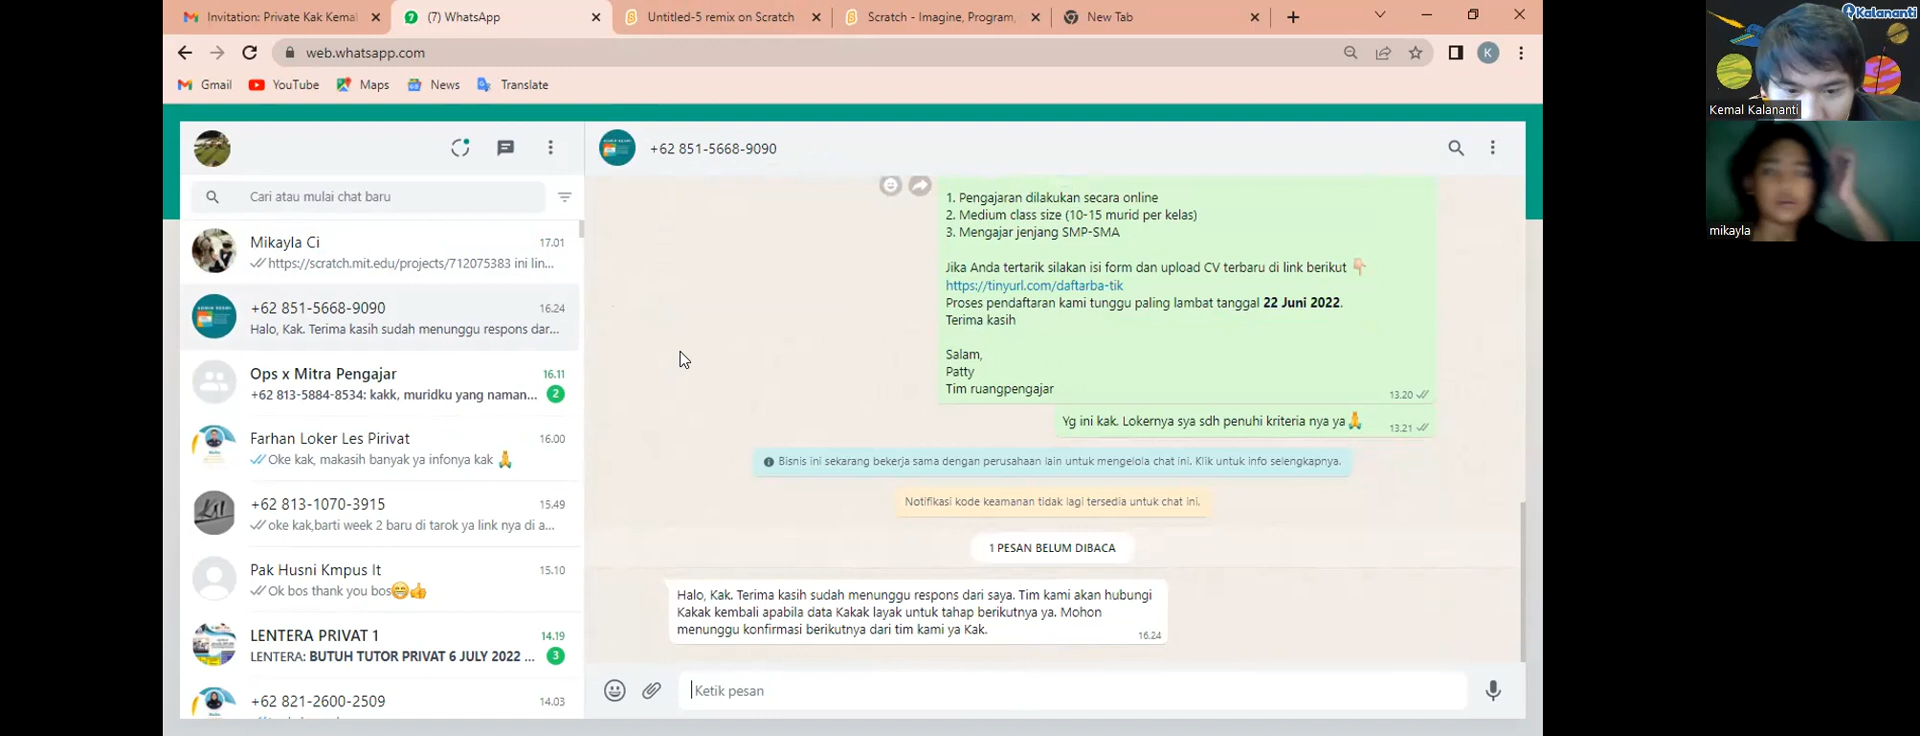 Invitation: Private Kak Kemal
(7) WhatsApp
Untitled-5 remix on Scratch
Scratch - Imagine, Program,
New Tab
web.whatsapp.com
K
Gmail
YouTube
Maps
News
Translate
Cari atau mulai chat baru
Mikayla Ci
17.01
https://scratch.mit.edu/projects/712075383 ini lin...
+62 851-5668-9090
16.24
Halo, Kak. Terima kasih sudah menunggu respons dar...
Ops x Mitra Pengajar
16.11
+62 813-5884-8534: kakk, muridku yang naman...
2
Farhan Loker Les Pirivat
16.00
Oke kak, makasih banyak ya infonya kak 🙏
+62 813-1070-3915
15.49
oke kak,barti week 2 baru di tarok ya link nya di a...
Pak Husni Kmpus It
15.10
Ok bos thank you bos😁👍
LENTERA PRIVAT 1
14.19
LENTERA: BUTUH TUTOR PRIVAT 6 JULY 2022 ...
3
+62 821-2600-2509
14.03
+62 851-5668-9090
1. Pengajaran dilakukan secara online
2. Medium class size (10-15 murid per kelas)
3. Mengajar jenjang SMP-SMA
Jika Anda tertarik silakan isi form dan upload CV terbaru di link berikut 👇🏻
https://tinyurl.com/daftarba-tik
Proses pendaftaran kami tunggu paling lambat tanggal 22 Juni 2022.
Terima kasih
Salam,
Patty
Tim ruangpengajar
13.20
Yg ini kak. Lokernya sya sdh penuhi kriteria nya ya🙏
13.21
Bisnis ini sekarang bekerja sama dengan perusahaan lain untuk mengelola chat ini. Klik untuk info selengkapnya.
Notifikasi kode keamanan tidak lagi tersedia untuk chat ini.
1 PESAN BELUM DIBACA
Halo, Kak. Terima kasih sudah menunggu respons dari saya. Tim kami akan hubungi
Kakak kembali apabila data Kakak layak untuk tahap berikutnya ya. Mohon
menunggu konfirmasi berikutnya dari tim kami ya Kak.
16.24
Ketik pesan
Kalananti
Kemal Kalananti
mikayla